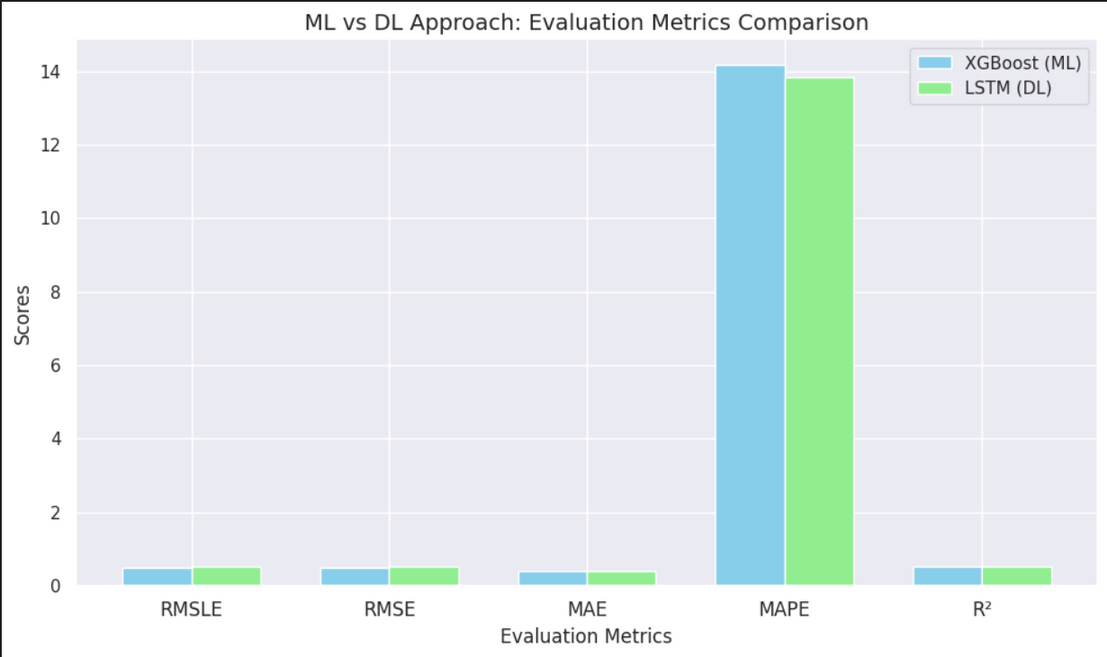 ML vs DL Approach: Evaluation Metrics Comparison
XGBoost (ML)
LSTM (DL)
14
12
10
8
6
4
2
0
Scores
RMSLE RMSE MAE MAPE R²
Evaluation Metrics